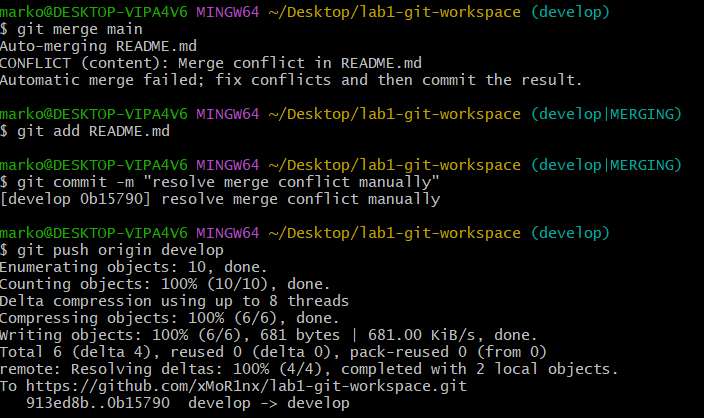 marko@DESKTOP-VIPA4V6 MINGW64 ~/Desktop/lab1-git-workspace (develop)
$ git merge main
Auto-merging README.md
CONFLICT (content): Merge conflict in README.md
Automatic merge failed; fix conflicts and then commit the result.
marko@DESKTOP-VIPA4V6 MINGW64 ~/Desktop/lab1-git-workspace (develop|MERGING)
$ git add README.md
marko@DESKTOP-VIPA4V6 MINGW64 ~/Desktop/lab1-git-workspace (develop|MERGING)
$ git commit -m "resolve merge conflict manually"
[develop 0b15790] resolve merge conflict manually
marko@DESKTOP-VIPA4V6 MINGW64 ~/Desktop/lab1-git-workspace (develop)
$ git push origin develop
Enumerating objects: 10, done.
Counting objects: 100% (10/10), done.
Delta compression using up to 8 threads
Compressing objects: 100% (6/6), done.
Writing objects: 100% (6/6), 681 bytes | 681.00 KiB/s, done.
Total 6 (delta 4), reused 0 (delta 0), pack-reused 0 (from 0)
remote: Resolving deltas: 100% (4/4), completed with 2 local objects.
To https://github.com/xMoR1nx/lab1-git-workspace.git
   913ed8b..0b15790  develop -> develop